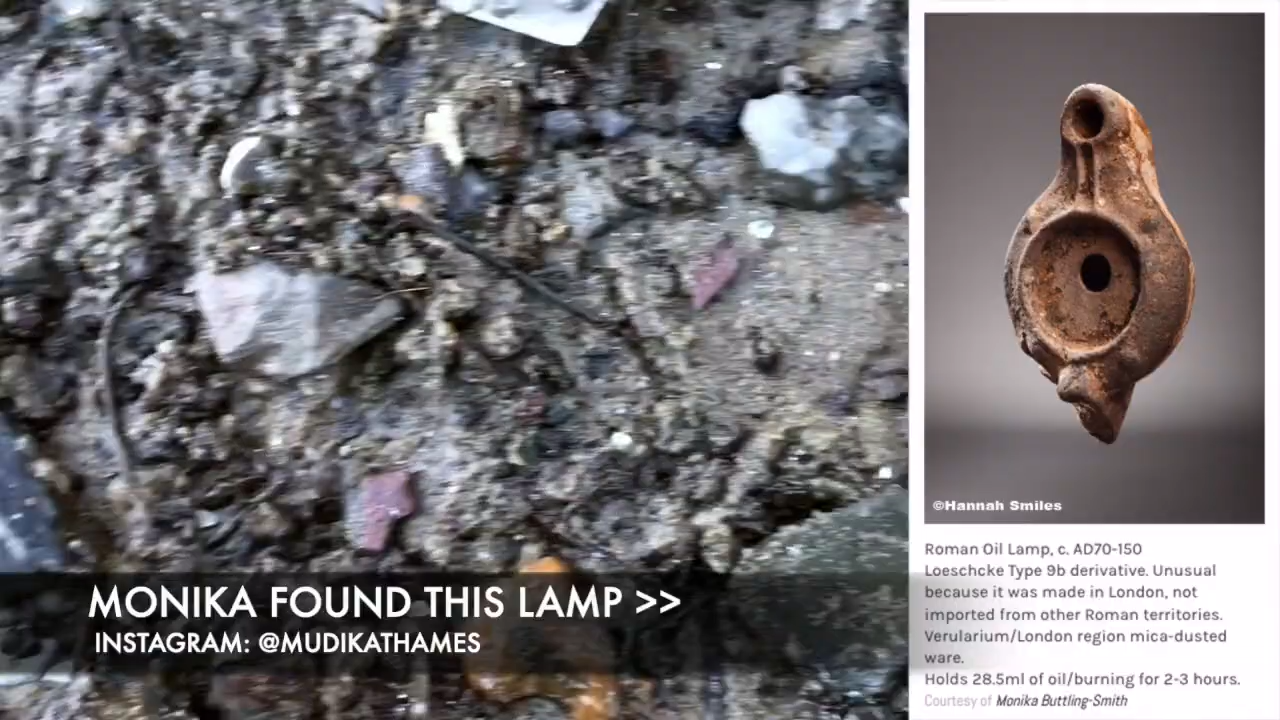 MONIKA FOUND THIS LAMP >>
INSTAGRAM: @MUDIKATHAMES
©Hannah Smiles
Roman Oil Lamp, c. AD70-150
Loeschcke Type 9b derivative. Unusual
because it was made in London, not
imported from other Roman territories.
Verularium/London region mica-dusted
ware.
Holds 28.5ml of oil/burning for 2-3 hours.
Courtesy of Monika Buttling-Smith